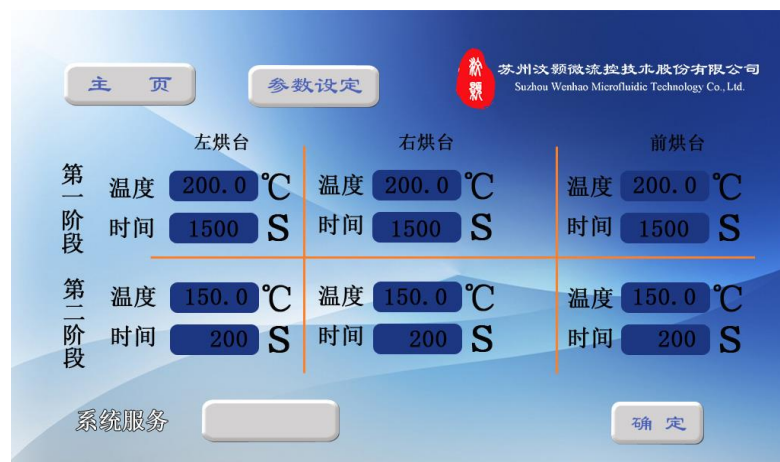 主 页
参数设定
汶颢
苏州汶颢微流控技术股份有限公司
Suzhou Wenhao Microfluidic Technology Co., Ltd.
左烘台 右烘台 前烘台
第一阶段
温度 200.0 ℃ 温度 200.0 ℃ 温度 200.0 ℃
时间 1500 S 时间 1500 S 时间 1500 S
第二阶段
温度 150.0 ℃ 温度 150.0 ℃ 温度 150.0 ℃
时间 200 S 时间 200 S 时间 200 S
系统服务
确 定